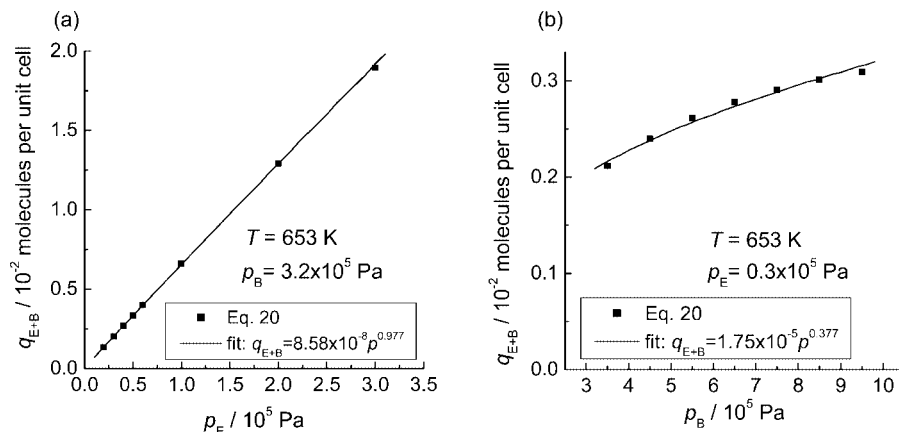 (a)
2.0
1.5
1.0
0.5
0.0
q_E+B / 10^-2 molecules per unit cell
T = 653 K
p_B = 3.2x10^5 Pa
Eq. 20
fit: q_E+B=8.58x10^-8p^0.977
0.0 0.5 1.0 1.5 2.0 2.5 3.0 3.5
p_E / 10^5 Pa
(b)
0.3
0.2
0.1
0.0
q_E+B / 10^-2 molecules per unit cell
T = 653 K
p_E = 0.3x10^5 Pa
Eq. 20
fit: q_E+B=1.75x10^-5p^0.377
3 4 5 6 7 8 9 10
p_B / 10^5 Pa